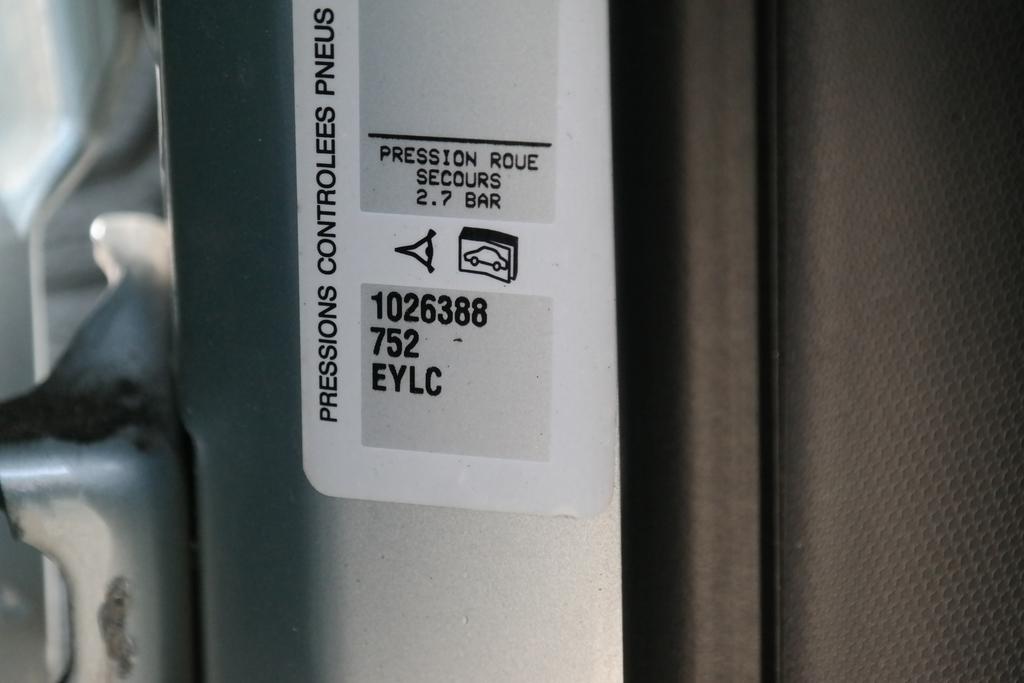 PRESSIONS CONTROLEES PNEUS
PRESSION ROUE
SECOURS
2.7 BAR
1026388
752
EYLC